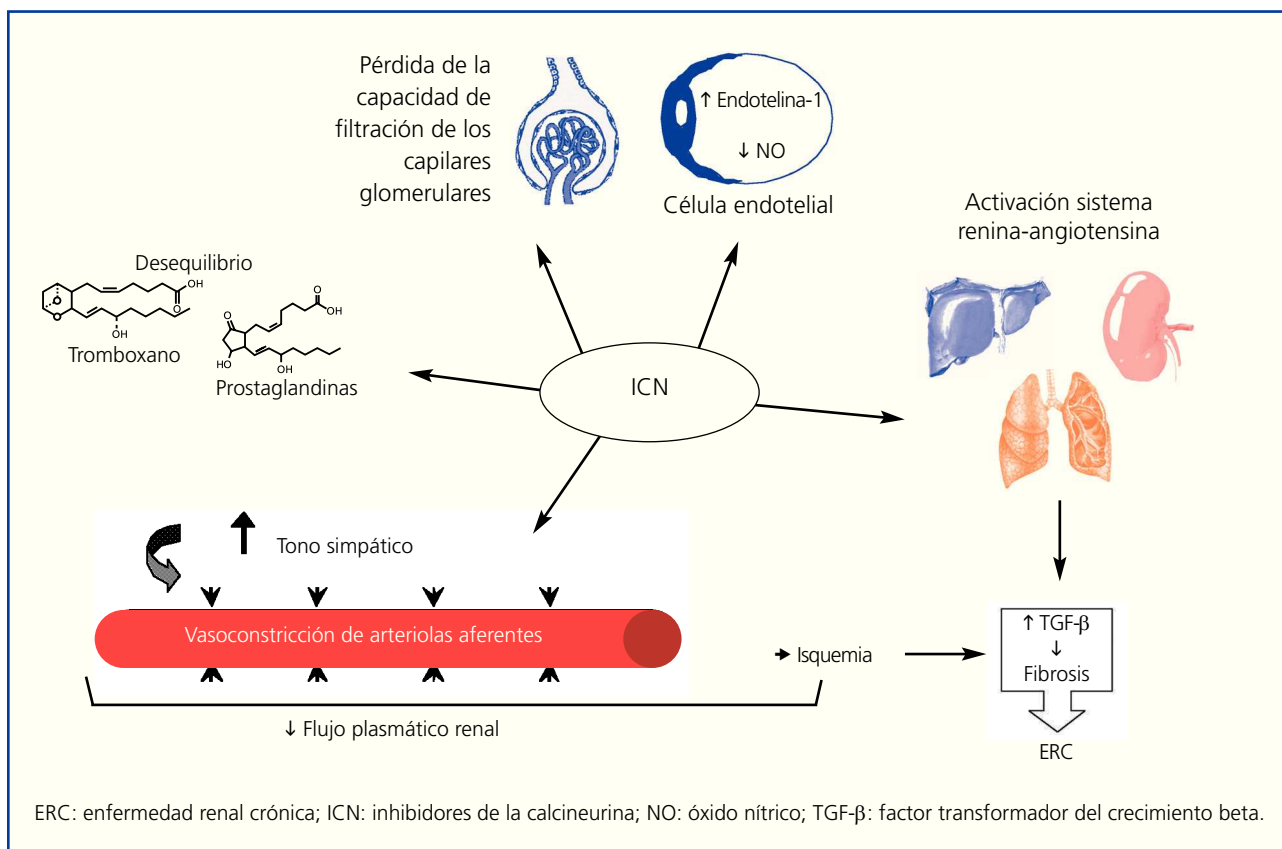 Pérdida de la
capacidad de
filtración de los
capilares
glomerulares
↑ Endotelina-1
↓ NO
Célula endotelial
Activación sistema
renina-angiotensina
Desequilibrio
O
O
OH
O
OH
Tromboxano
O
O
OH
HO
OH
Prostaglandinas
ICN
Tono simpático
Vasoconstricción de arteriolas aferentes
Isquemia
↓ Flujo plasmático renal
↑ TGF-β
↓
Fibrosis
ERC
ERC: enfermedad renal crónica; ICN: inhibidores de la calcineurina; NO: óxido nítrico; TGF-β: factor transformador del crecimiento beta.